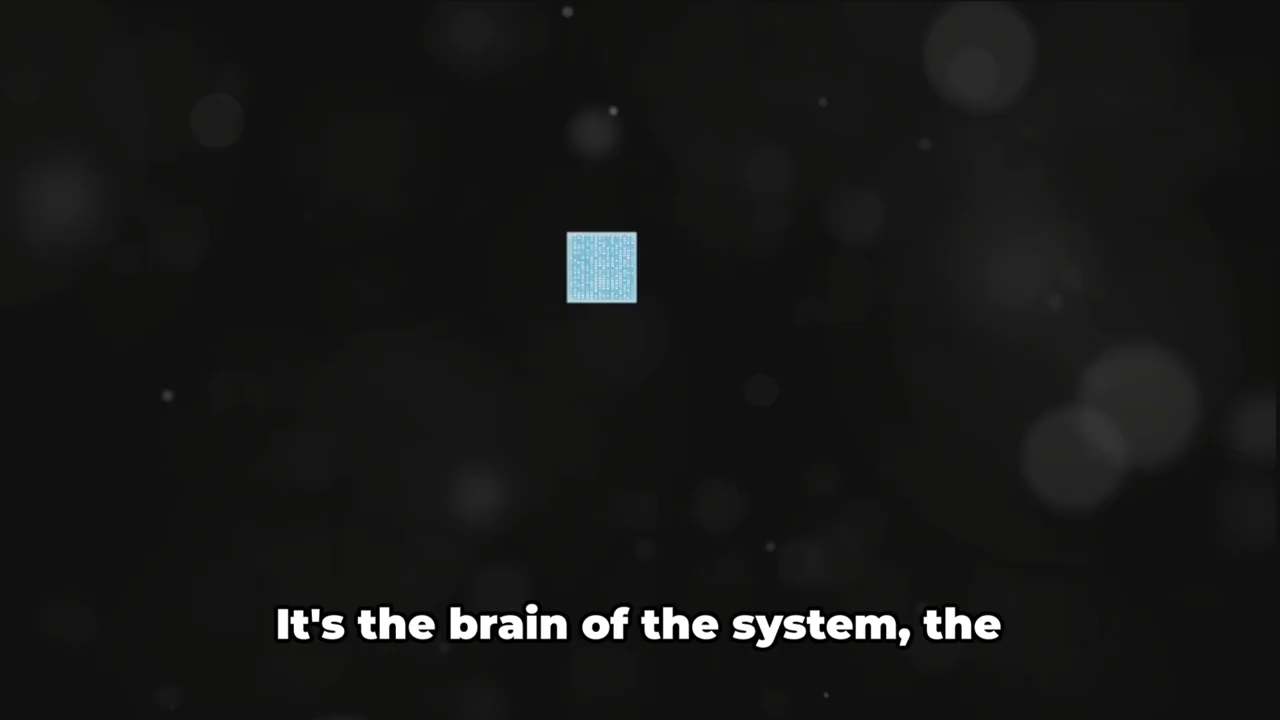 It's the brain of the system, the